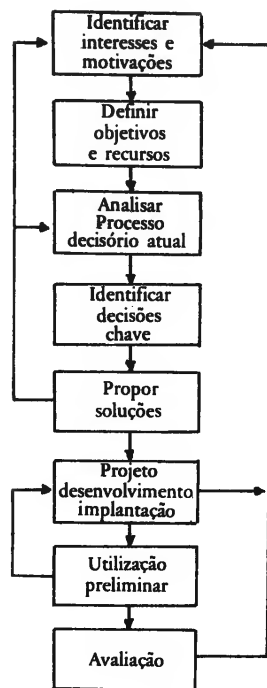 Identificar
interesses e
motivações
Definir
objetivos
e recursos
Analisar
Processo
decisório atual
Identificar
decisões
chave
Propor
soluções
Projeto
desenvolvimento
implantação
Utilização
preliminar
Avaliação